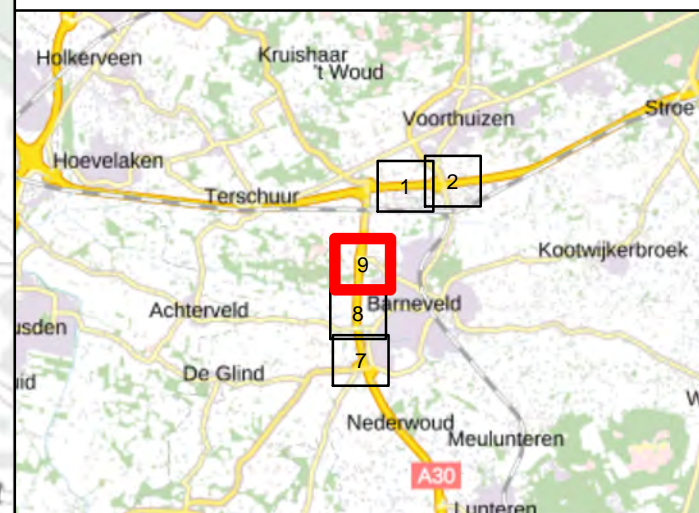 Holkerveen
Kruishaar
't Woud
Voorthuizen
Stroe
Hoevelaken
1
2
Terschuur
9
Kootwijkerbroek
Achterveld
8
Barneveld
usden
7
De Glind
uid
Nederwoud
Meulunteren
A30
Lunteren